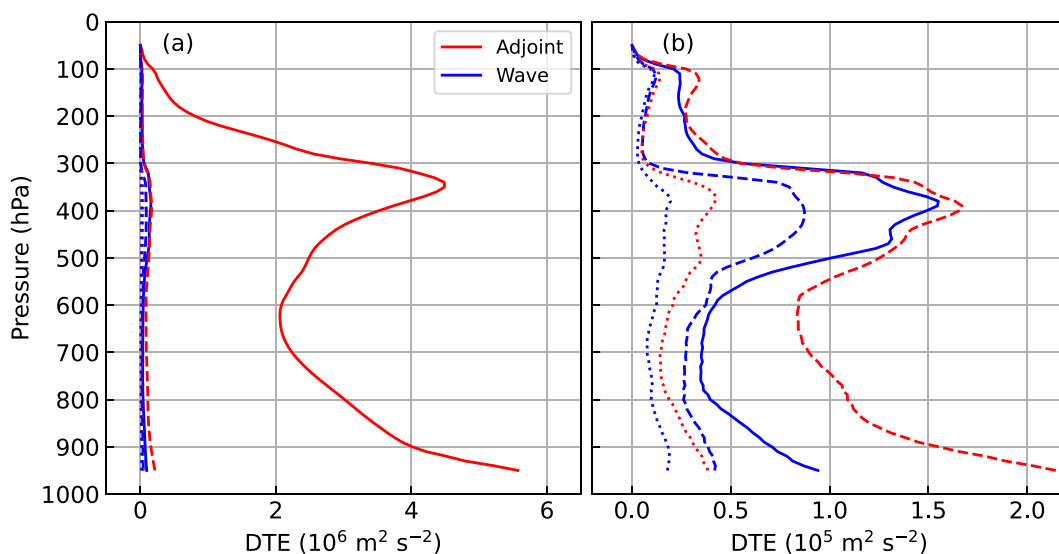 0
100
200
300
400
500
600
700
800
900
1000
Pressure (hPa)
(a)
Adjoint
Wave
0 2 4 6
DTE (10⁶ m² s⁻²)
(b)
0.0 0.5 1.0 1.5 2.0
DTE (10⁵ m² s⁻²)